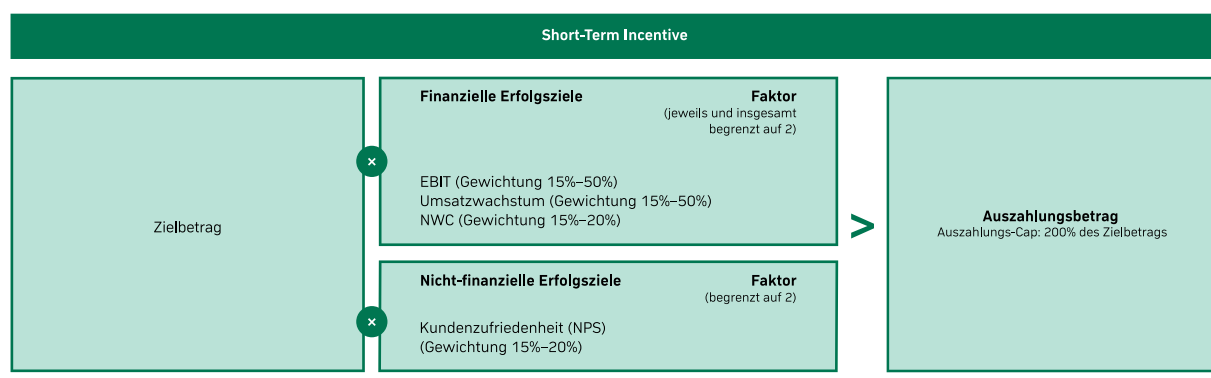 Short-Term Incentive
Zielbetrag
×
Finanzielle Erfolgsziele
Faktor
(jeweils und insgesamt
begrenzt auf 2)
EBIT (Gewichtung 15%–50%)
Umsatzwachstum (Gewichtung 15%–50%)
NWC (Gewichtung 15%–20%)
×
Nicht-finanzielle Erfolgsziele
Faktor
(begrenzt auf 2)
Kundenzufriedenheit (NPS)
(Gewichtung 15%–20%)
>
Auszahlungsbetrag
Auszahlungs-Cap: 200% des Zielbetrags